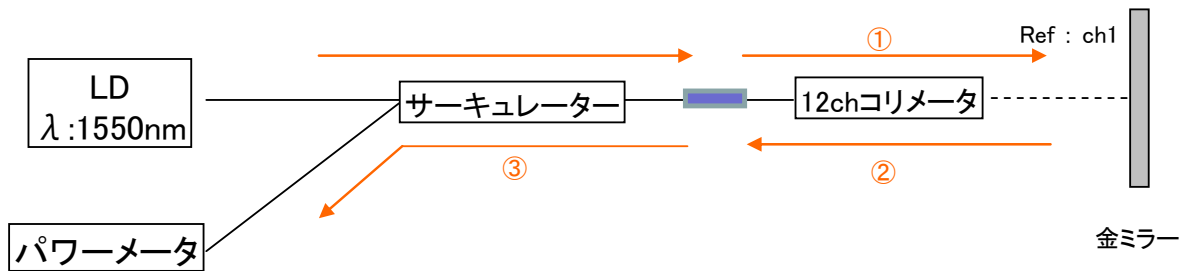 ①
Ref : ch1
LD
λ:1550nm
サーキュレーター
12chコリメータ
③
②
パワーメータ
金ミラー